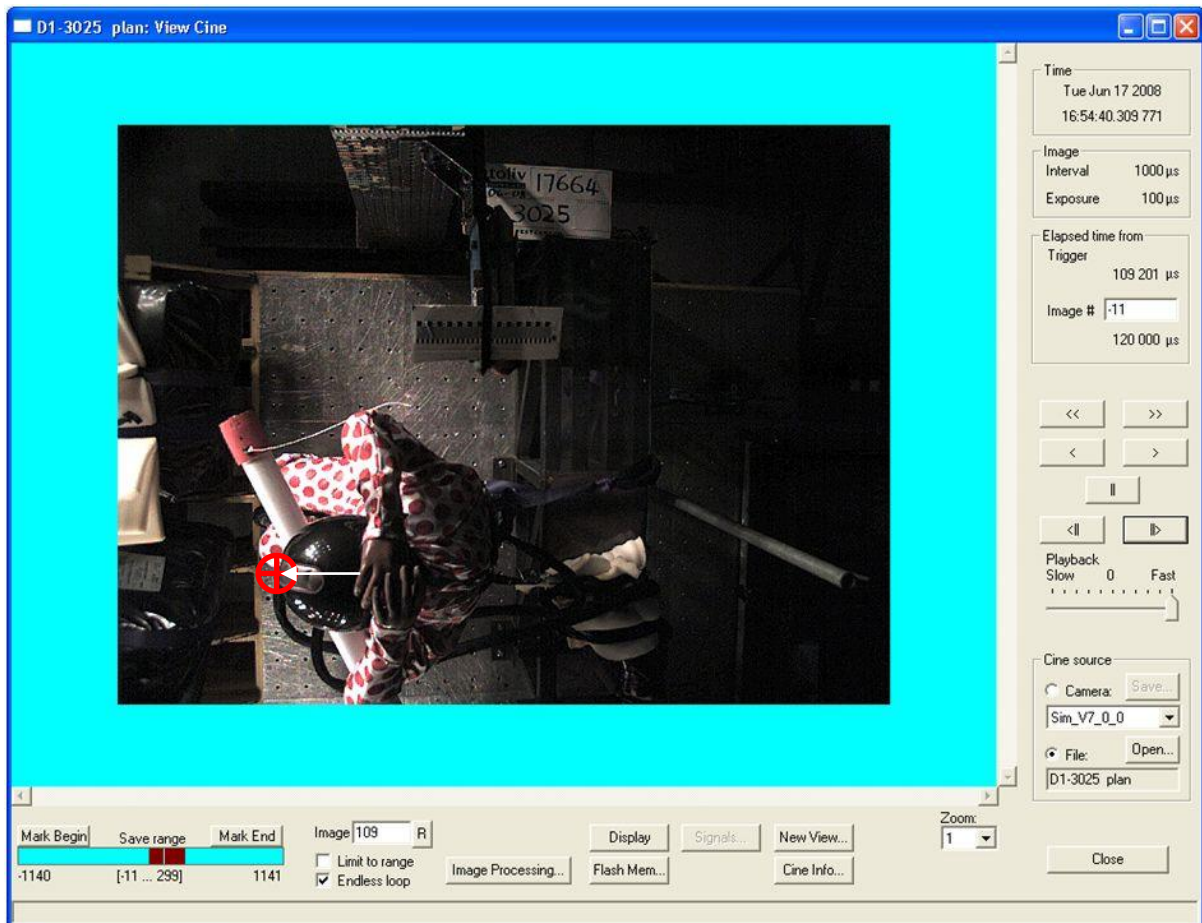 D1-3025 plan: View Cine
toliv 17664
3025
Time
Tue Jun 17 2008
16:54:40.309 771
Image
Interval 1000 µs
Exposure 100 µs
Elapsed time from
Trigger
109 201 µs
Image # -11
120 000 µs
<< >>
< >
||
<|| ||>
Playback
Slow 0 Fast
Cine source
Camera: Save...
Sim_V7_0_0
File: Open...
D1-3025 plan
Mark Begin Save range Mark End
-1140 [-11 ... 299] 1141
Image 109 R
Limit to range
Endless loop
Image Processing...
Display Signals... New View...
Flash Mem... Cine Info...
Zoom:
1
Close